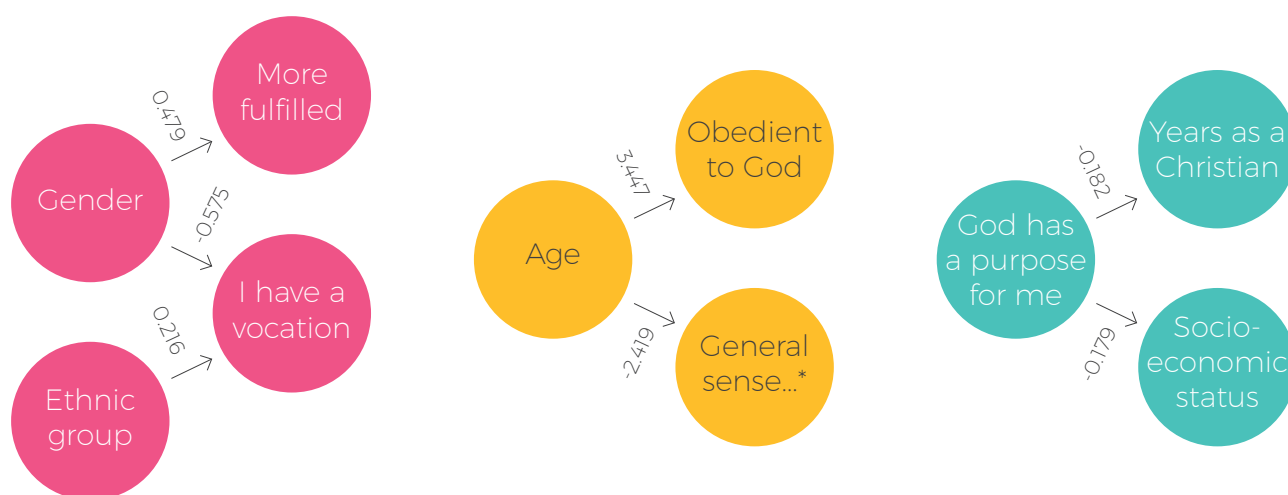 More
fulfilled
0.479
Gender
-0.575
I have a
vocation
0.216
Ethnic
group
Obedient
to God
3.447
Age
-2.419
General
sense...*
Years as a
Christian
-0.182
God has
a purpose
for me
-0.179
Socio-
economic
status